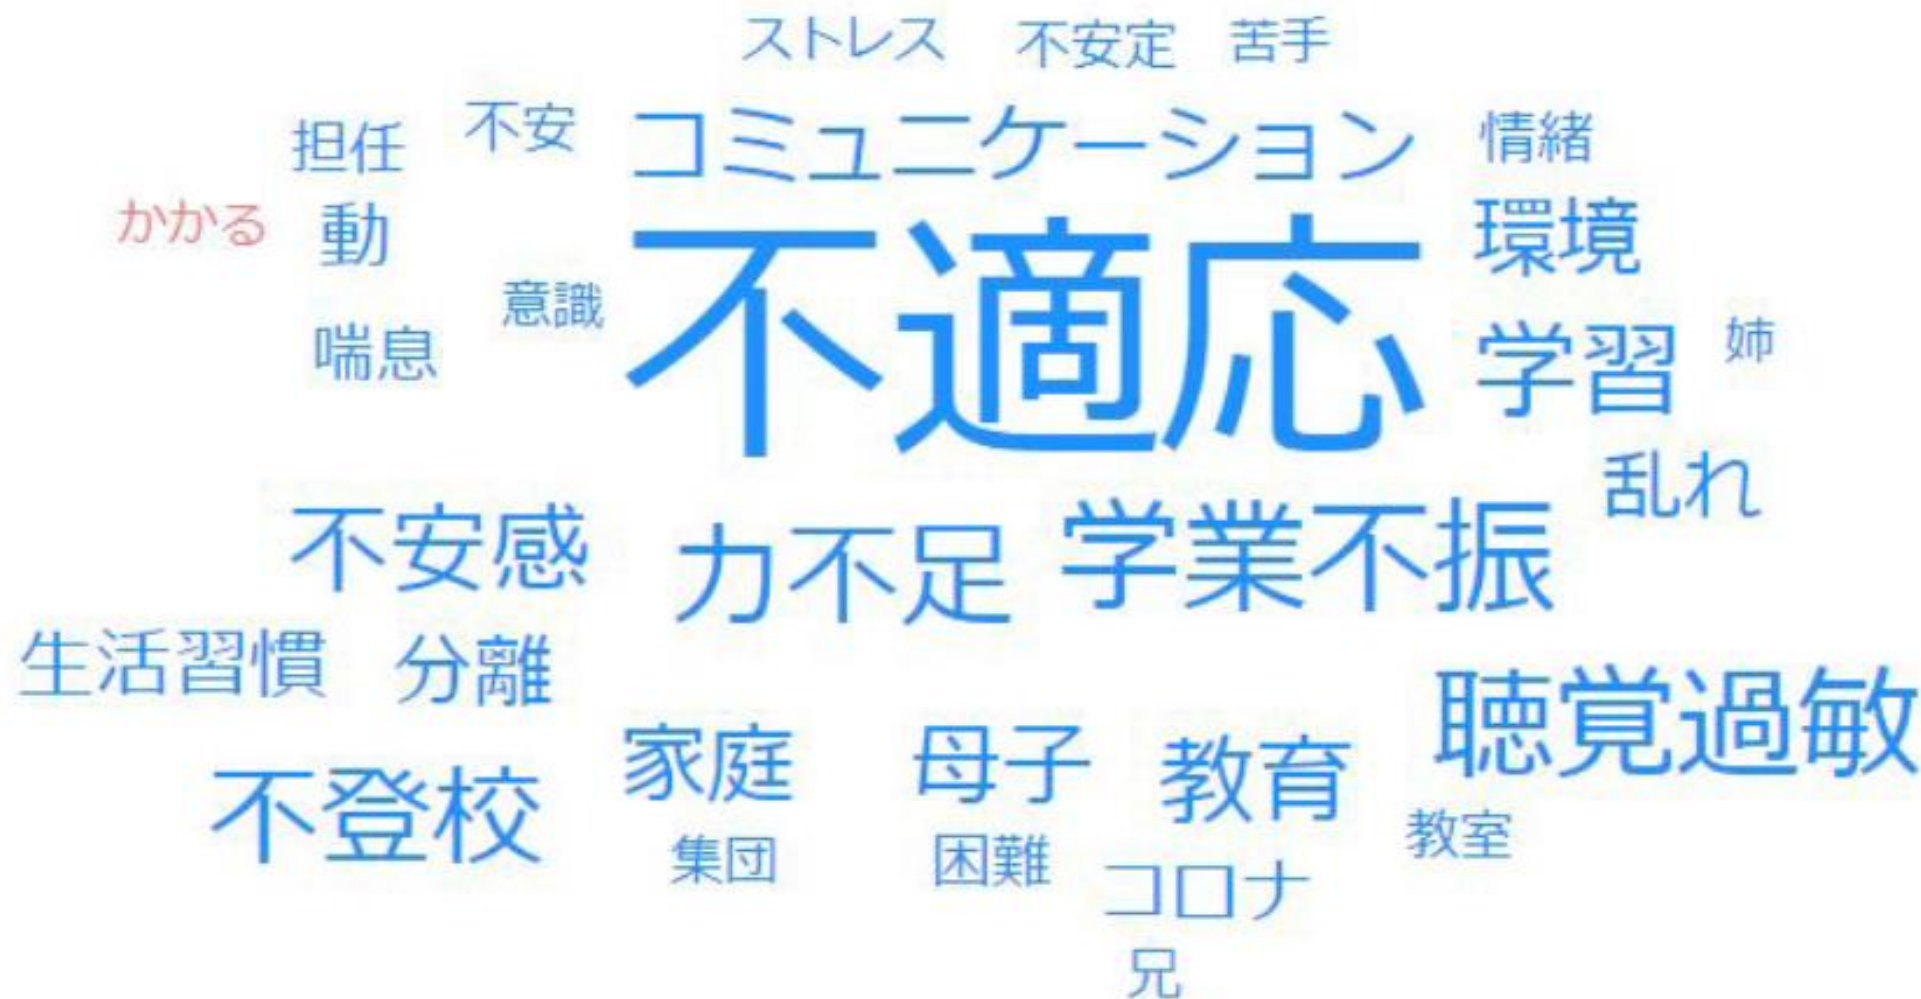 ストレス 不安定 苦手
担任 不安 コミュニケーション 情緒
かかる 動 不適応 環境
喘息 意識 学習 姉
乱れ
不安感 力不足 学業不振
生活習慣 分離 聴覚過敏
不登校 家庭 母子 教育
集団 困難 コロナ 教室
兄